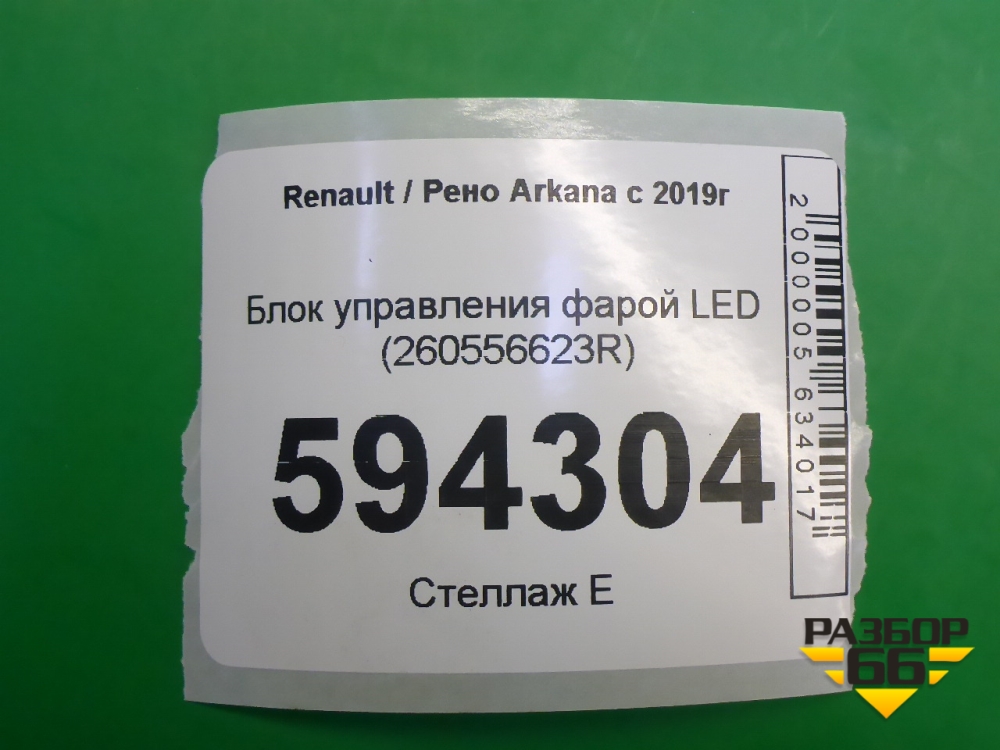 Renault / Рено Arkana с 2019г
Блок управления фарой LED
(260556623R)
594304
Стеллаж Е
2000005634017
РАЗБОР
66